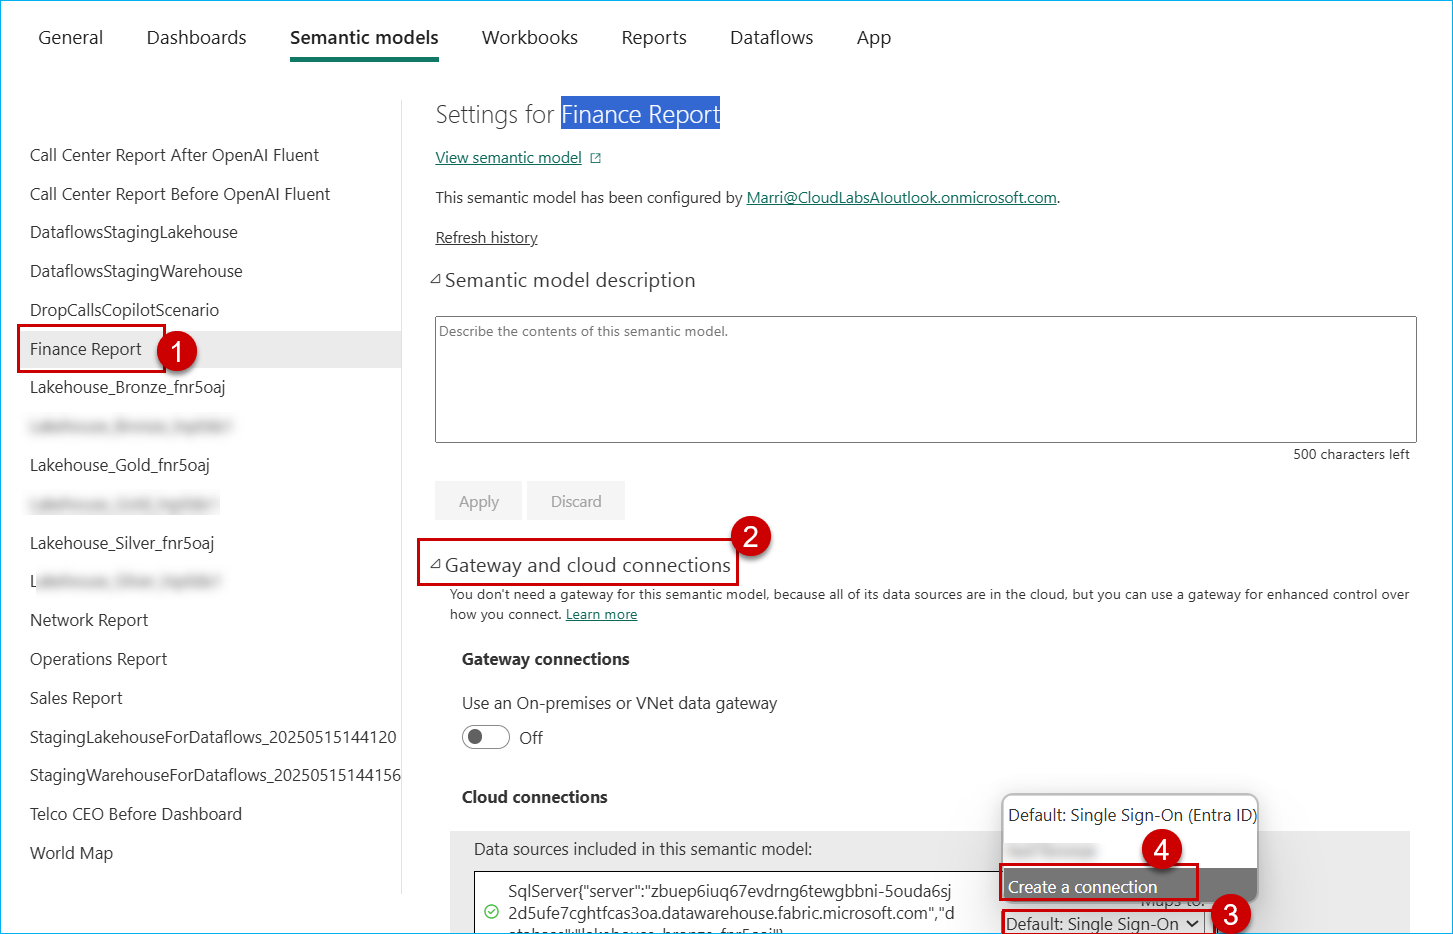 General Dashboards Semantic models Workbooks Reports Dataflows App
Call Center Report After OpenAI Fluent
Call Center Report Before OpenAI Fluent
DataflowsStagingLakehouse
DataflowsStagingWarehouse
DropCallsCopilotScenario
Finance Report
1
Lakehouse_Bronze_fnr5oaj
Lakehouse_Gold_fnr5oaj
Lakehouse_Silver_fnr5oaj
Network Report
Operations Report
Sales Report
StagingLakehouseForDataflows_20250515144120
StagingWarehouseForDataflows_20250515144156
Telco CEO Before Dashboard
World Map
Settings for Finance Report
View semantic model
This semantic model has been configured by Marri@CloudLabsAIoutlook.onmicrosoft.com.
Refresh history
Semantic model description
Describe the contents of this semantic model.
500 characters left
Apply Discard
2
Gateway and cloud connections
You don't need a gateway for this semantic model, because all of its data sources are in the cloud, but you can use a gateway for enhanced control over
how you connect. Learn more
Gateway connections
Use an On-premises or VNet data gateway
Off
Cloud connections
Data sources included in this semantic model:
SqlServer{"server":"zbuep6iuq67evdrng6tewgbbni-5ouda6sj
2d5ufe7cghtfcas3oa.datawarehouse.fabric.microsoft.com","d
atabase":"lakehouse_bronze_fnr5oaj"}
Default: Single Sign-On (Entra ID)
4
Create a connection
Maps to:
3
Default: Single Sign-On